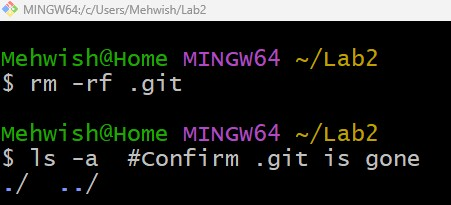 MINGW64:/c/Users/Mehwish/Lab2
Mehwish@Home MINGW64 ~/Lab2
$ rm -rf .git
Mehwish@Home MINGW64 ~/Lab2
$ ls -a  #Confirm .git is gone
./  ../